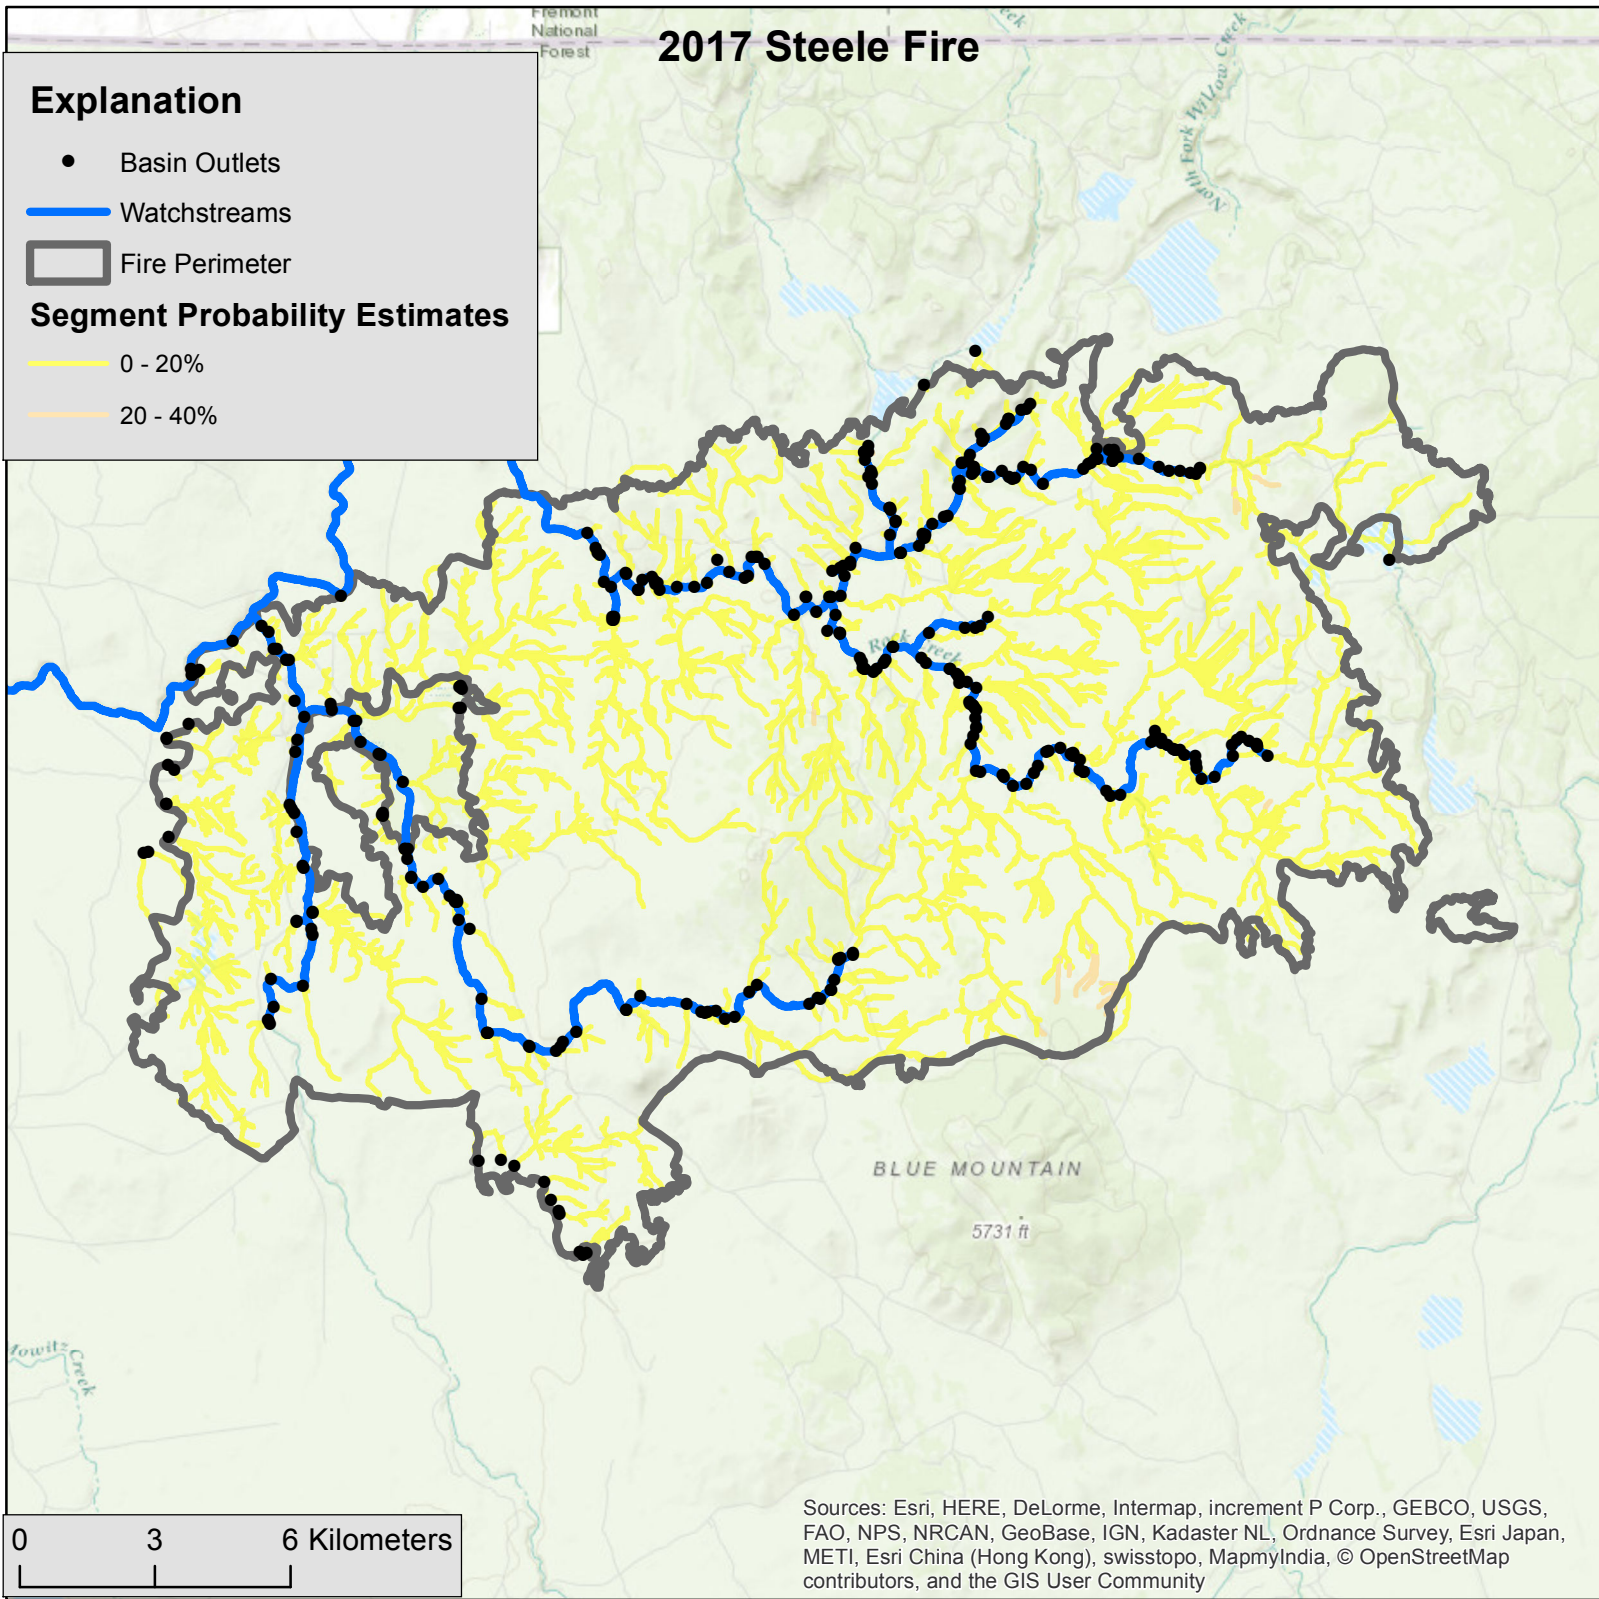 Fremont
National
Forest
2017 Steele Fire
Explanation
Basin Outlets
Watchstreams
Fire Perimeter
Segment Probability Estimates
0 - 20%
20 - 40%
North Fork Willow Creek
Rock Creek
BLUE MOUNTAIN
5731 ft
Creek
0 3 6 Kilometers
Sources: Esri, HERE, DeLorme, Intermap, increment P Corp., GEBCO, USGS,
FAO, NPS, NRCAN, GeoBase, IGN, Kadaster NL, Ordnance Survey, Esri Japan,
METI, Esri China (Hong Kong), swisstopo, MapmyIndia, © OpenStreetMap
contributors, and the GIS User Community